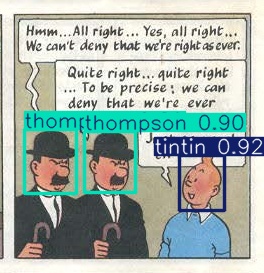 Hmm... All right... Yes, all right...
We can't deny that we're right as ever.
Quite right... quite right
... To be precise: we can
deny that we're ever
thompson 0.90
tintin 0.92